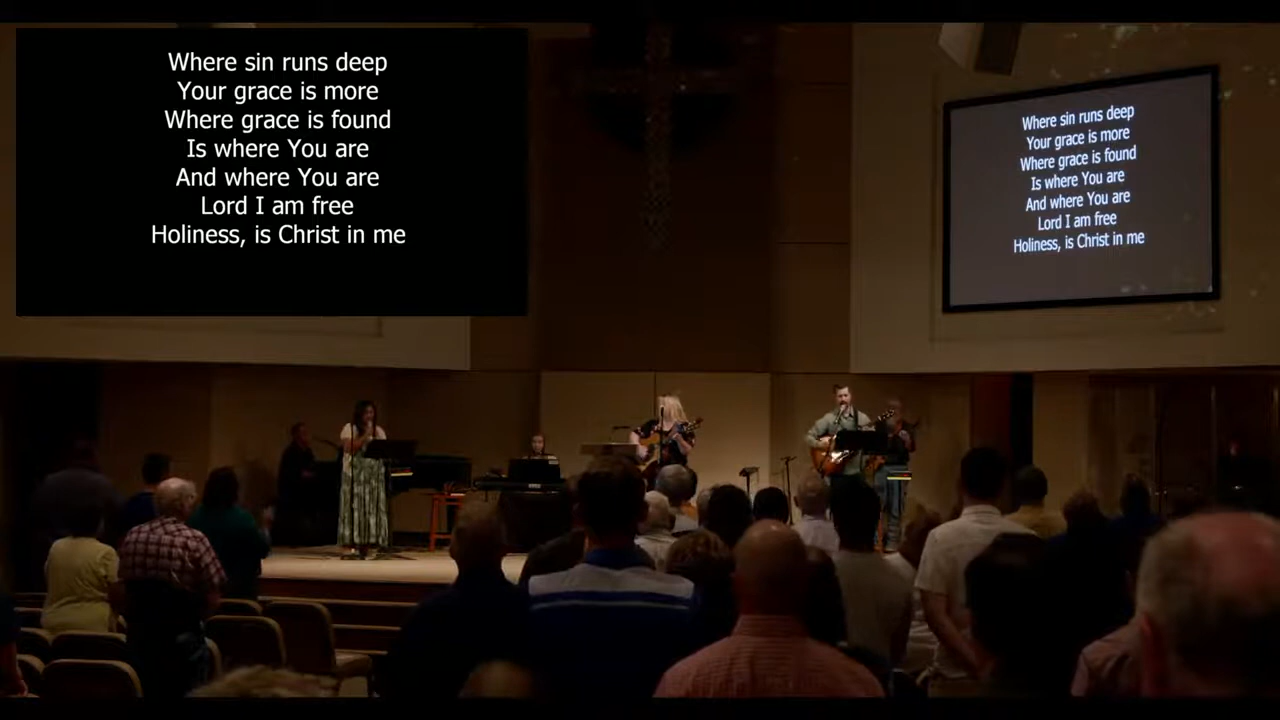 Where sin runs deep
Your grace is more
Where grace is found
Is where You are
And where You are
Lord I am free
Holiness, is Christ in me
Where sin runs deep
Your grace is more
Where grace is found
Is where You are
And where You are
Lord I am free
Holiness, is Christ in me